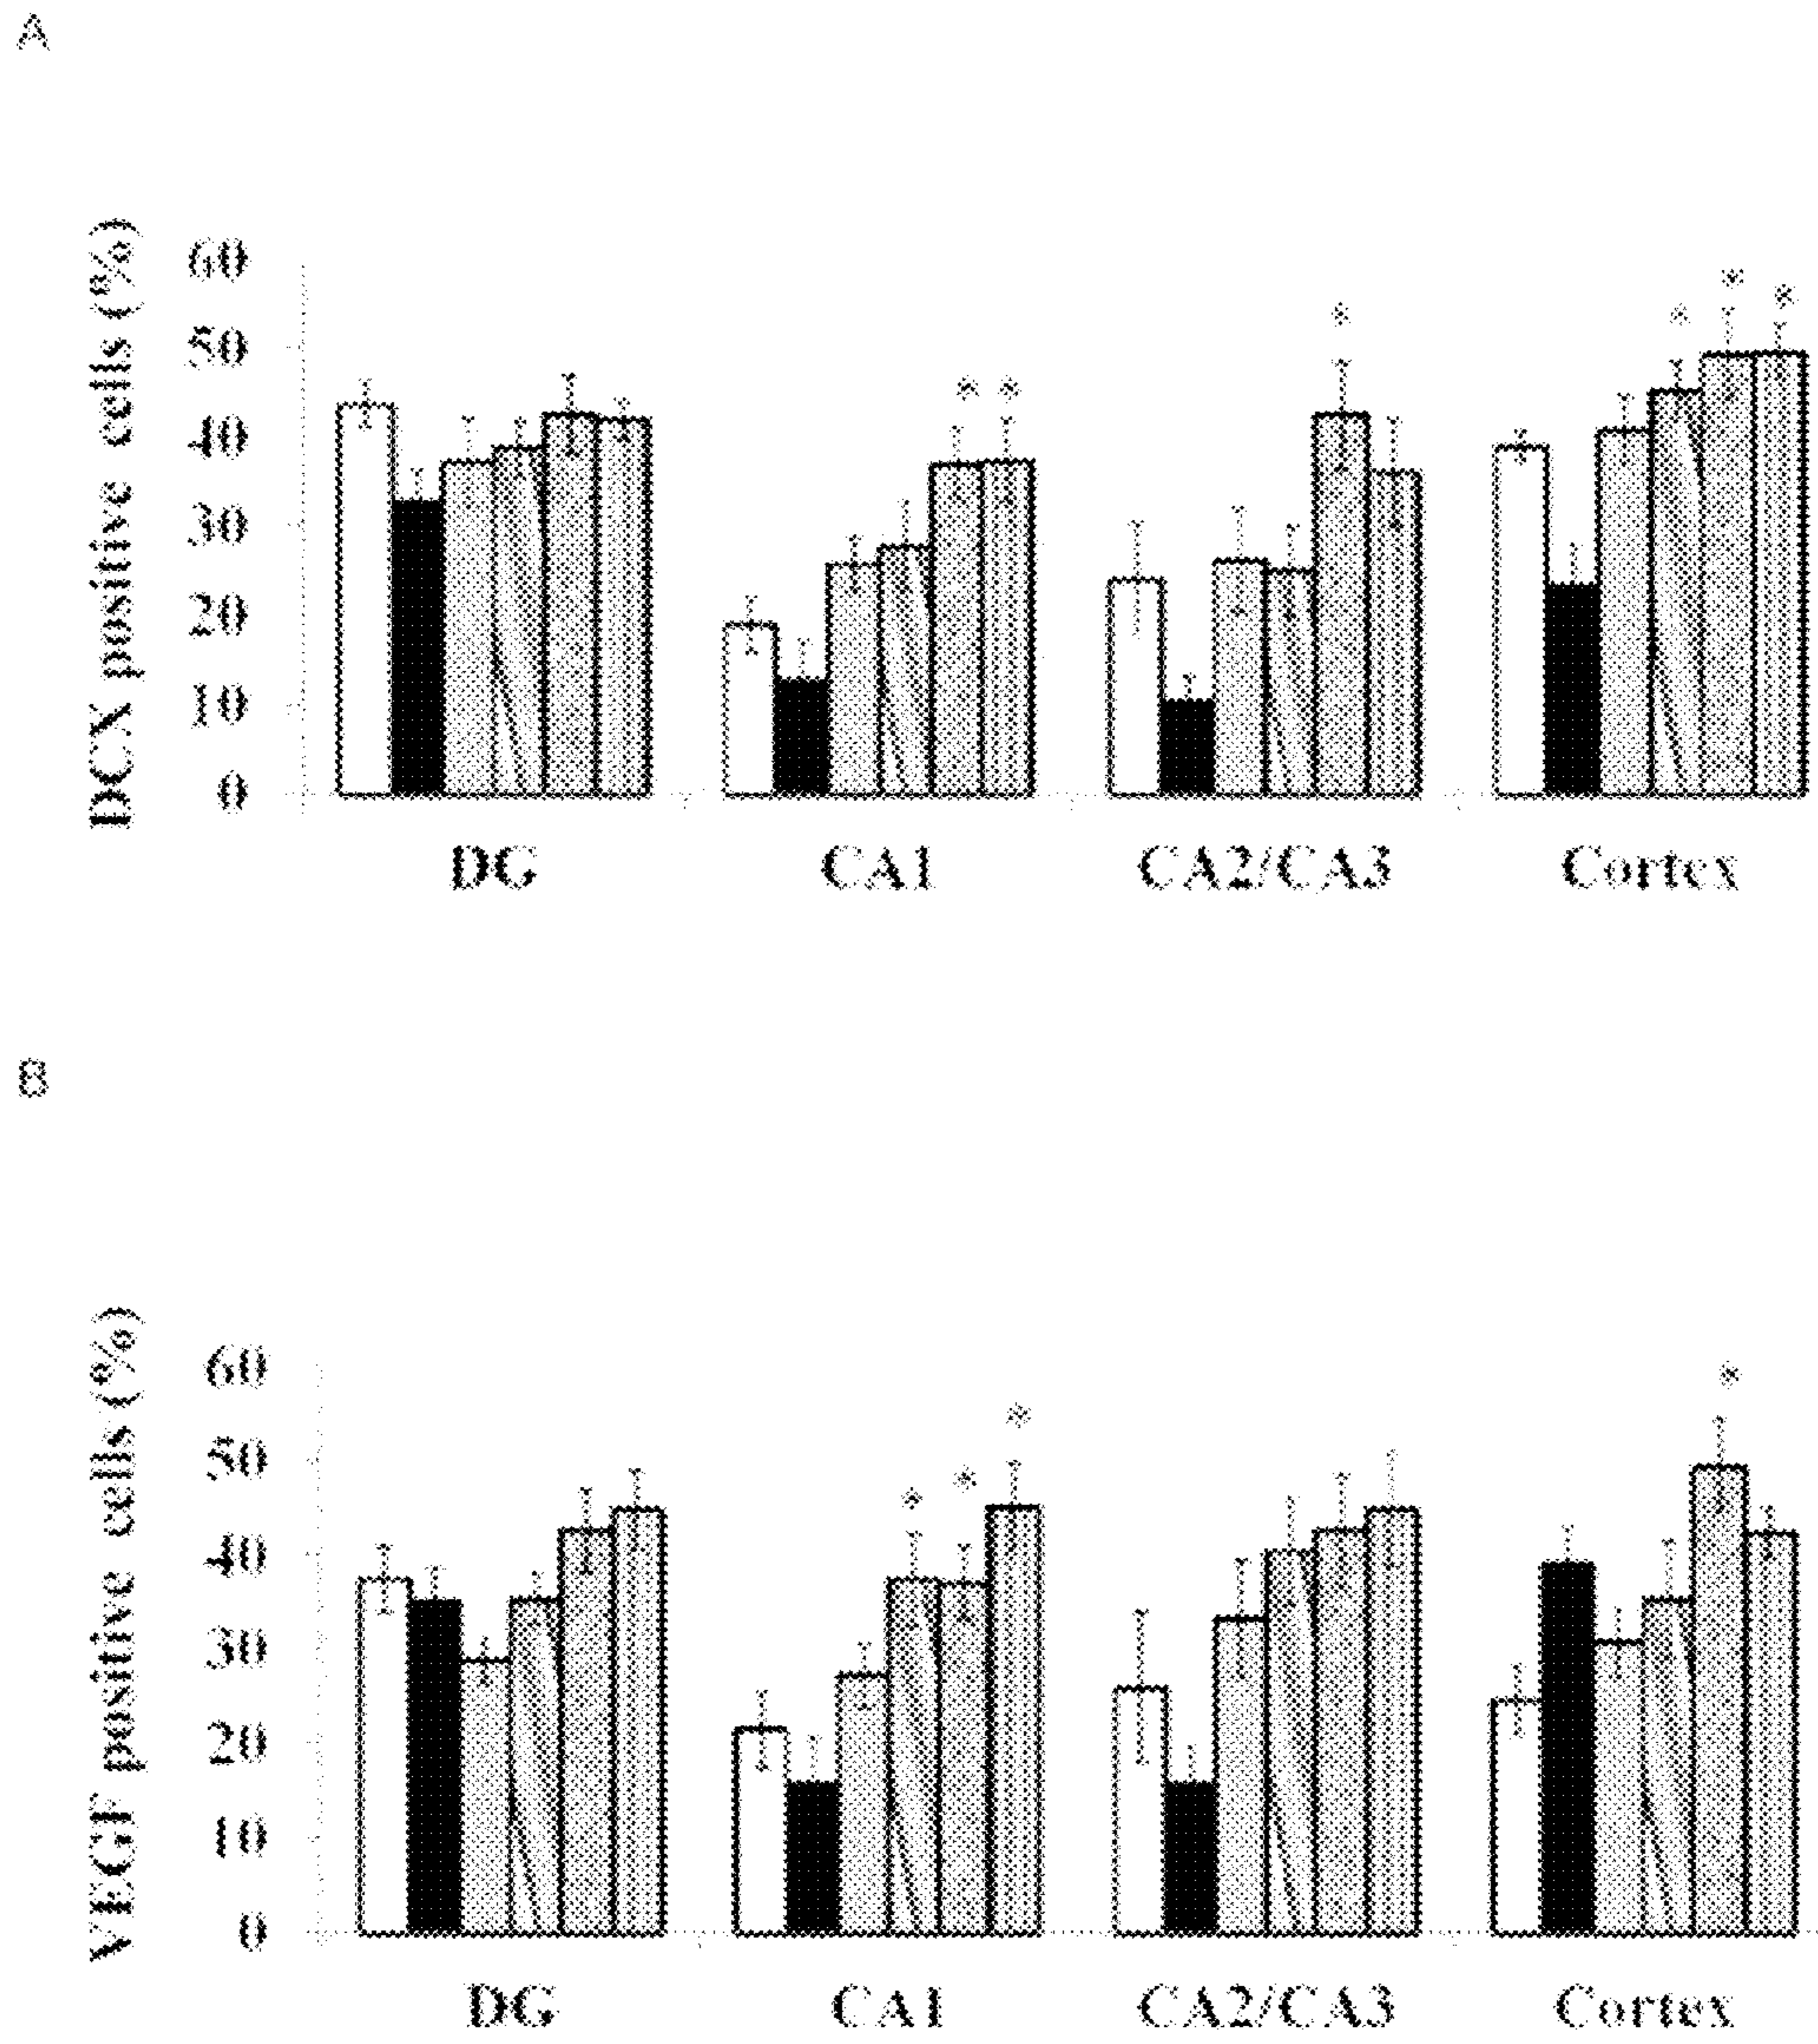 A
DCX positive cells (%)
60
50
40
30
20
10
0
DG CA1 CA2/CA3 Cortex
* * * * * *
B
VEGF positive cells (%)
60
50
40
30
20
10
0
* * * *
DG CA1 CA2/CA3 Cortex